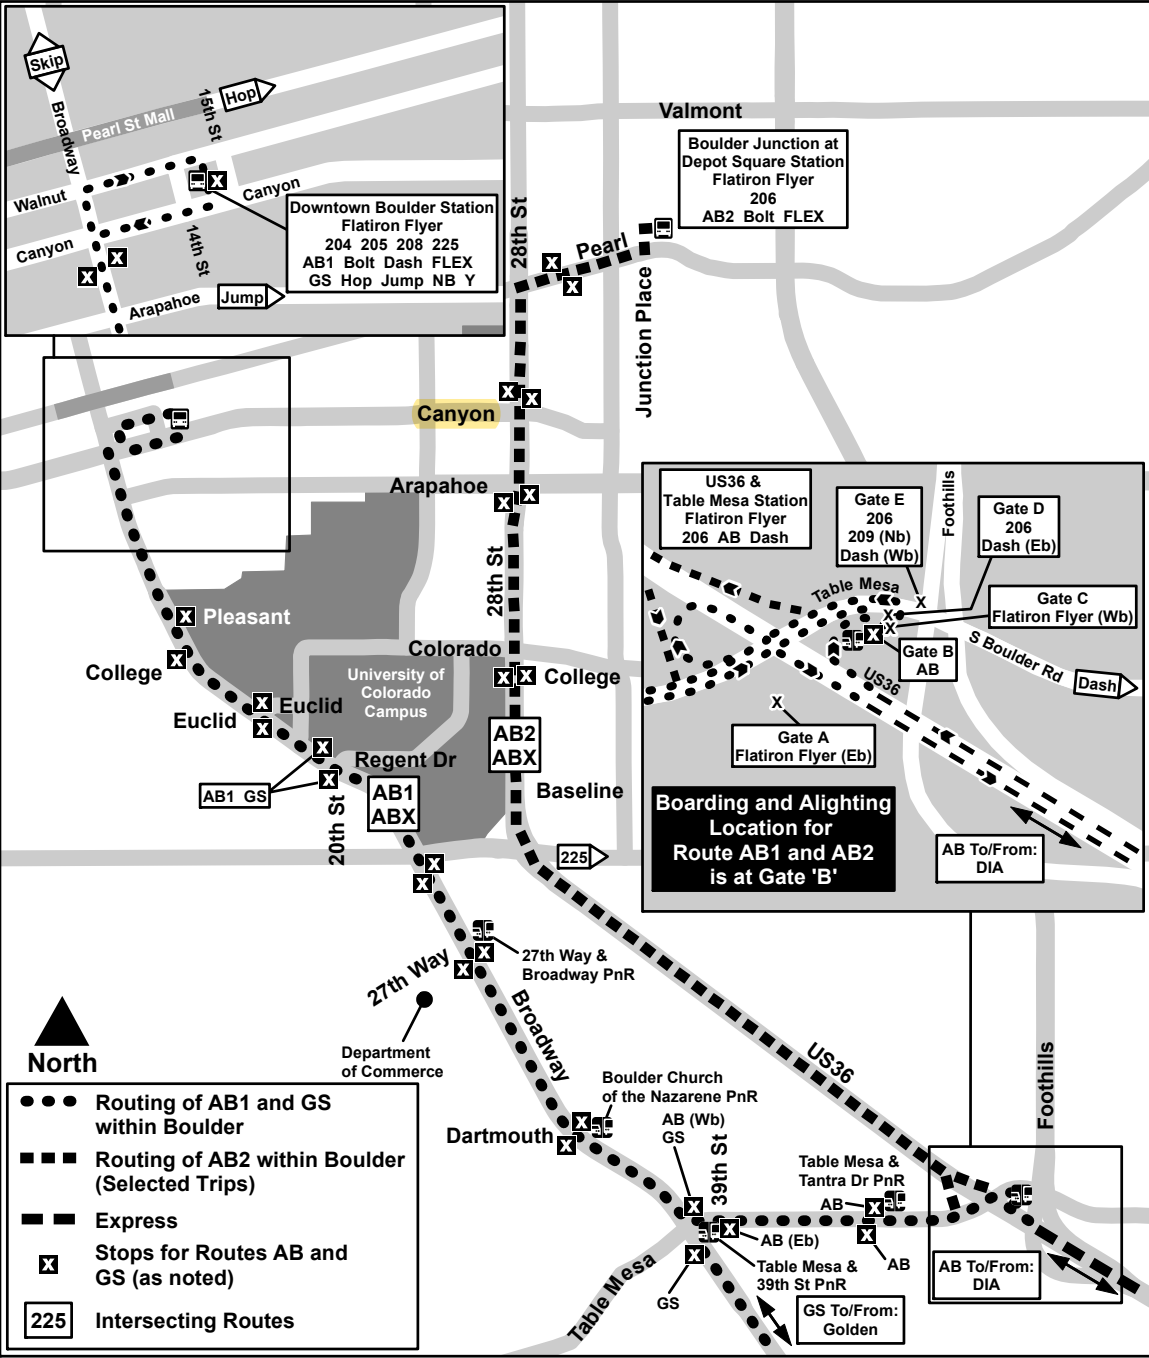 Skip
Broadway
Pearl St Mall
15th St
Hop
Walnut
Canyon
Canyon
14th St
Arapahoe
Jump
Downtown Boulder Station
Flatiron Flyer
204 205 208 225
AB1 Bolt Dash FLEX
GS Hop Jump NB Y
Valmont
Boulder Junction at
Depot Square Station
Flatiron Flyer
206
AB2 Bolt FLEX
28th St
Pearl
Junction Place
Canyon
Arapahoe
28th St
Colorado
College
Pleasant
College
Euclid
Euclid
University of
Colorado
Campus
Regent Dr
AB1 GS
20th St
AB1
ABX
AB2
ABX
Baseline
225
US36 &
Table Mesa Station
Flatiron Flyer
206 AB Dash
Gate E
206
209 (Nb)
Dash (Wb)
Foothills
Gate D
206
Dash (Eb)
Table Mesa
Gate C
Flatiron Flyer (Wb)
Gate B
AB
S Boulder Rd
Dash
US36
Gate A
Flatiron Flyer (Eb)
Boarding and Alighting
Location for
Route AB1 and AB2
is at Gate 'B'
AB To/From:
DIA
27th Way &
Broadway PnR
27th Way
Broadway
Department
of Commerce
US36
Foothills
Boulder Church
of the Nazarene PnR
Dartmouth
AB (Wb)
GS
39th St
Table Mesa &
Tantra Dr PnR
AB
AB (Eb)
AB
Table Mesa &
39th St PnR
GS
Table Mesa
GS To/From:
Golden
AB To/From:
DIA
North
Routing of AB1 and GS
within Boulder
Routing of AB2 within Boulder
(Selected Trips)
Express
X
Stops for Routes AB and
GS (as noted)
225
Intersecting Routes